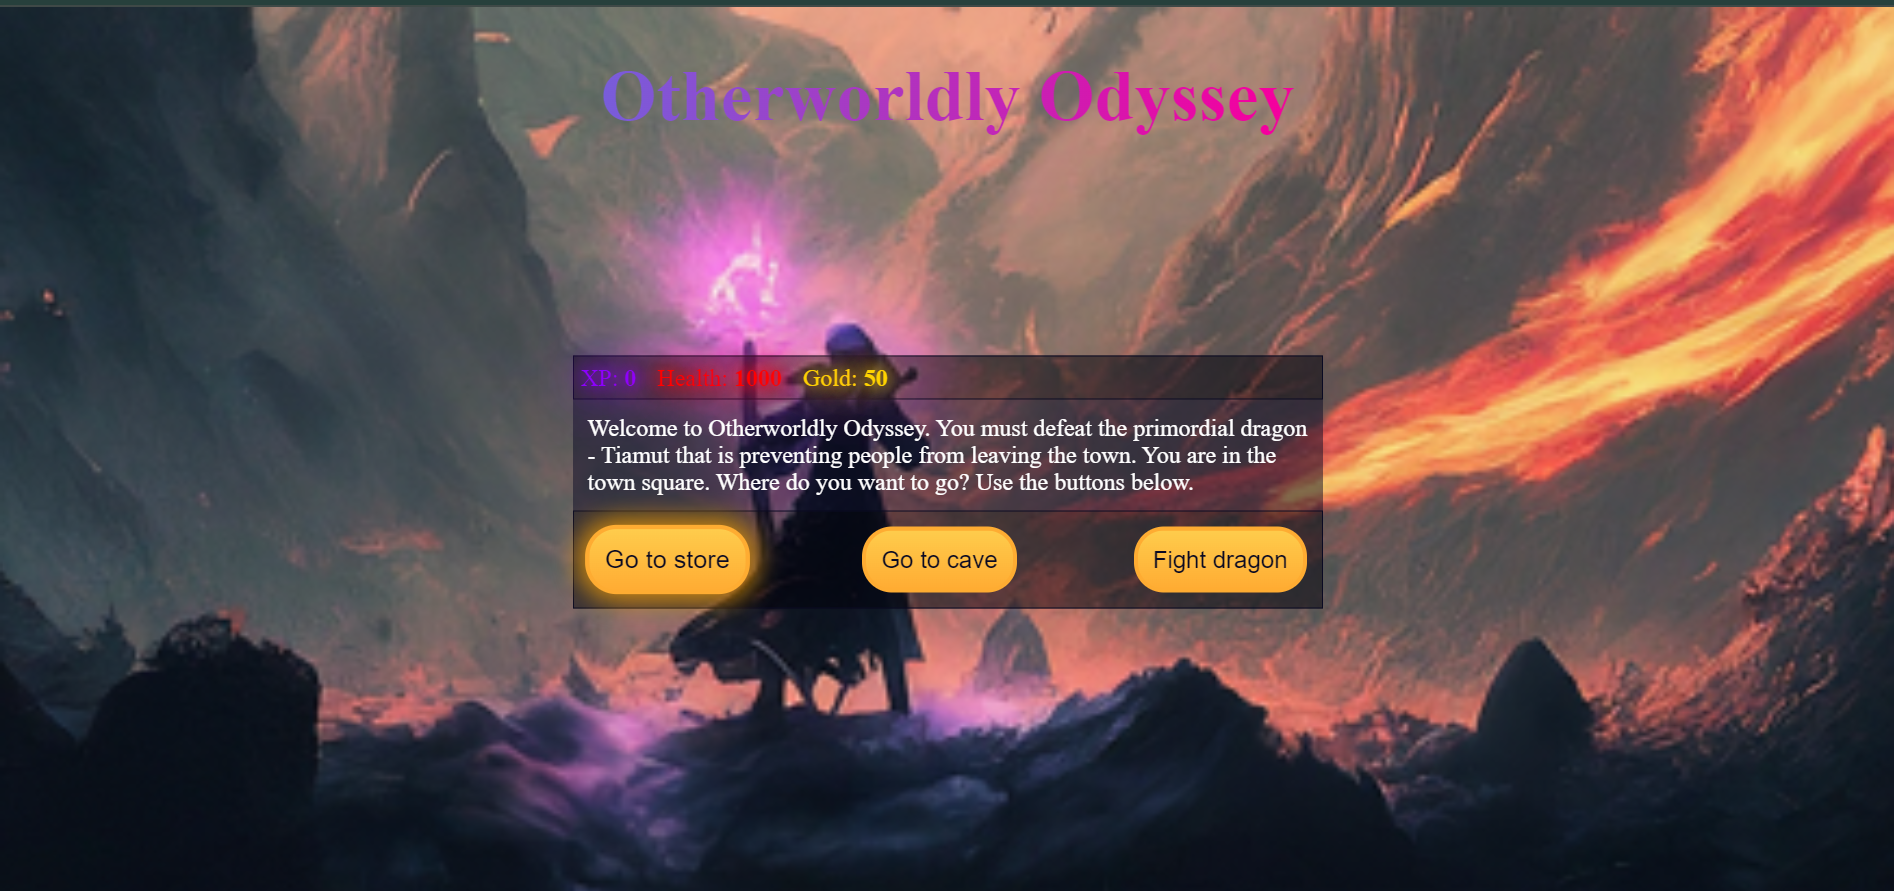 Otherworldly Odyssey
XP: 0 Health: 1000 Gold: 50
Welcome to Otherworldly Odyssey. You must defeat the primordial dragon
- Tiamut that is preventing people from leaving the town. You are in the
town square. Where do you want to go? Use the buttons below.
Go to store Go to cave Fight dragon